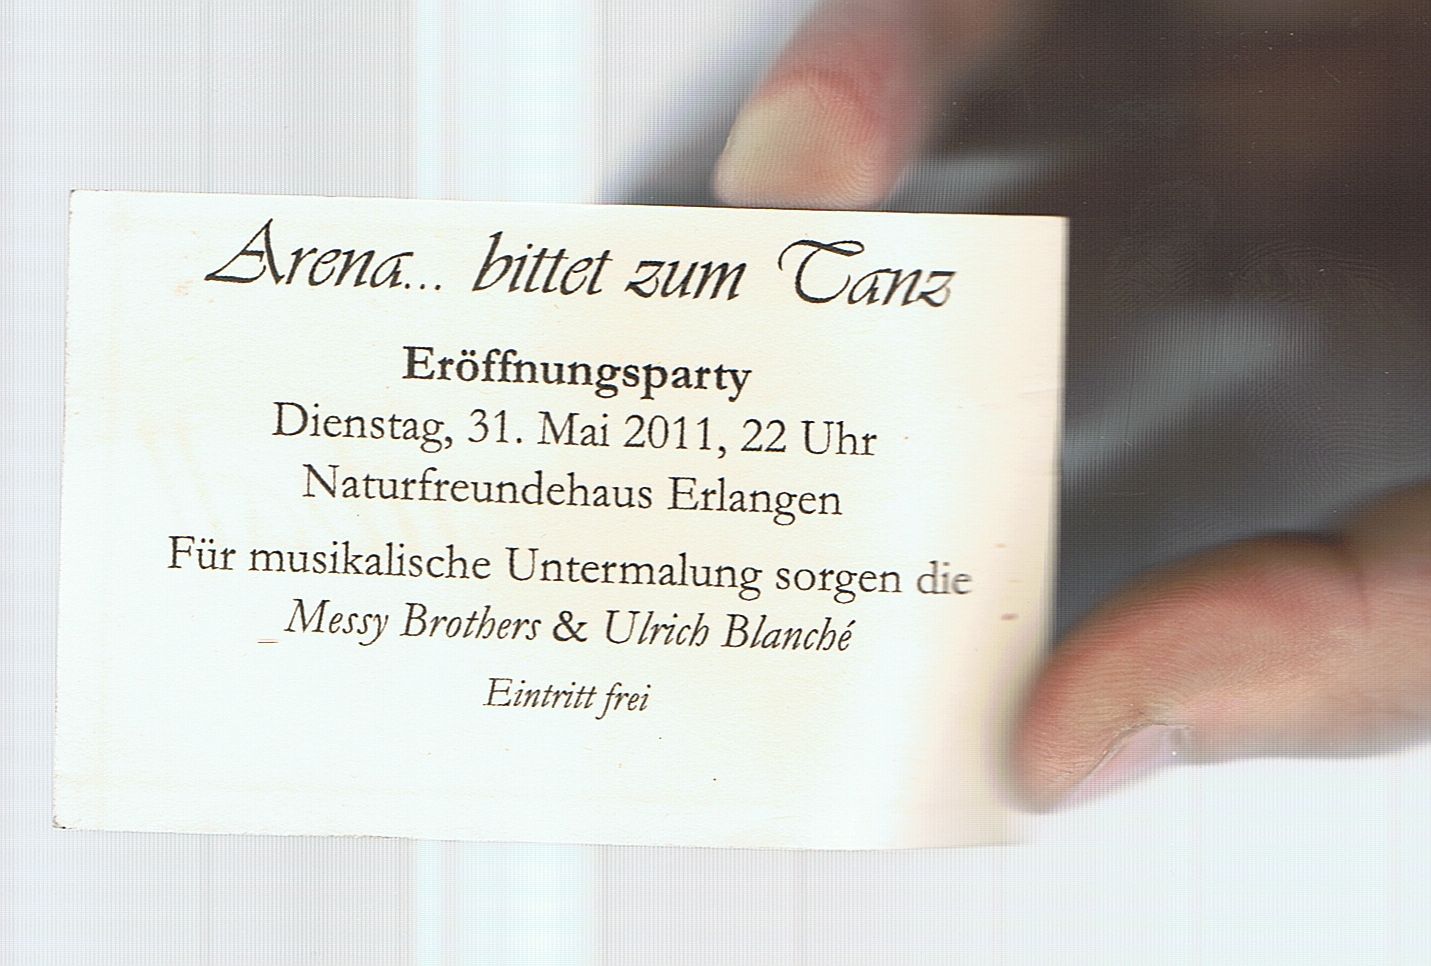 Arena... bittet zum Tanz
Eröffnungsparty
Dienstag, 31. Mai 2011, 22 Uhr
Naturfreundehaus Erlangen
Für musikalische Untermalung sorgen die
Messy Brothers & Ulrich Blanché
Eintritt frei